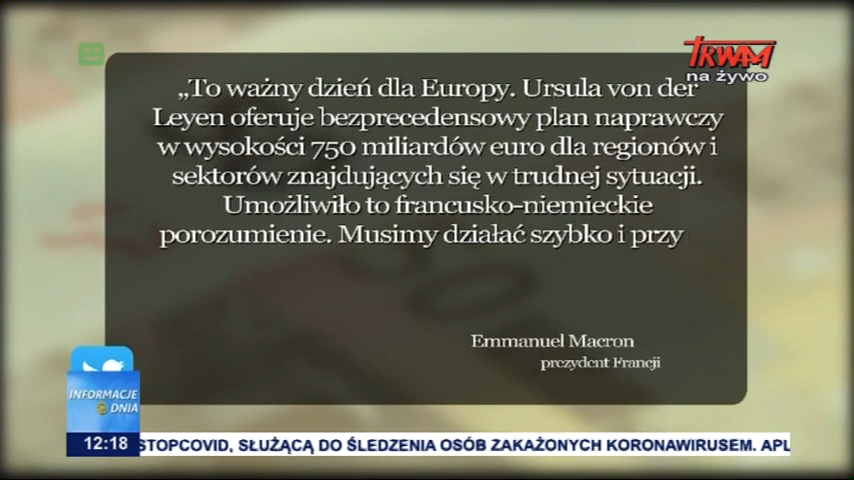 TRWAM
na żywo
„To ważny dzień dla Europy. Ursula von der
Leyen oferuje bezprecedensowy plan naprawczy
w wysokości 750 miliardów euro dla regionów i
sektorów znajdujących się w trudnej sytuacji.
Umożliwiło to francusko-niemieckie
porozumienie. Musimy działać szybko i przy
Emmanuel Macron
prezydent Francji
INFORMACJE
DNIA
12:18 STOPCOVID, SŁUŻĄCĄ DO ŚLEDZENIA OSÓB ZAKAŻONYCH KORONAWIRUSEM. APL